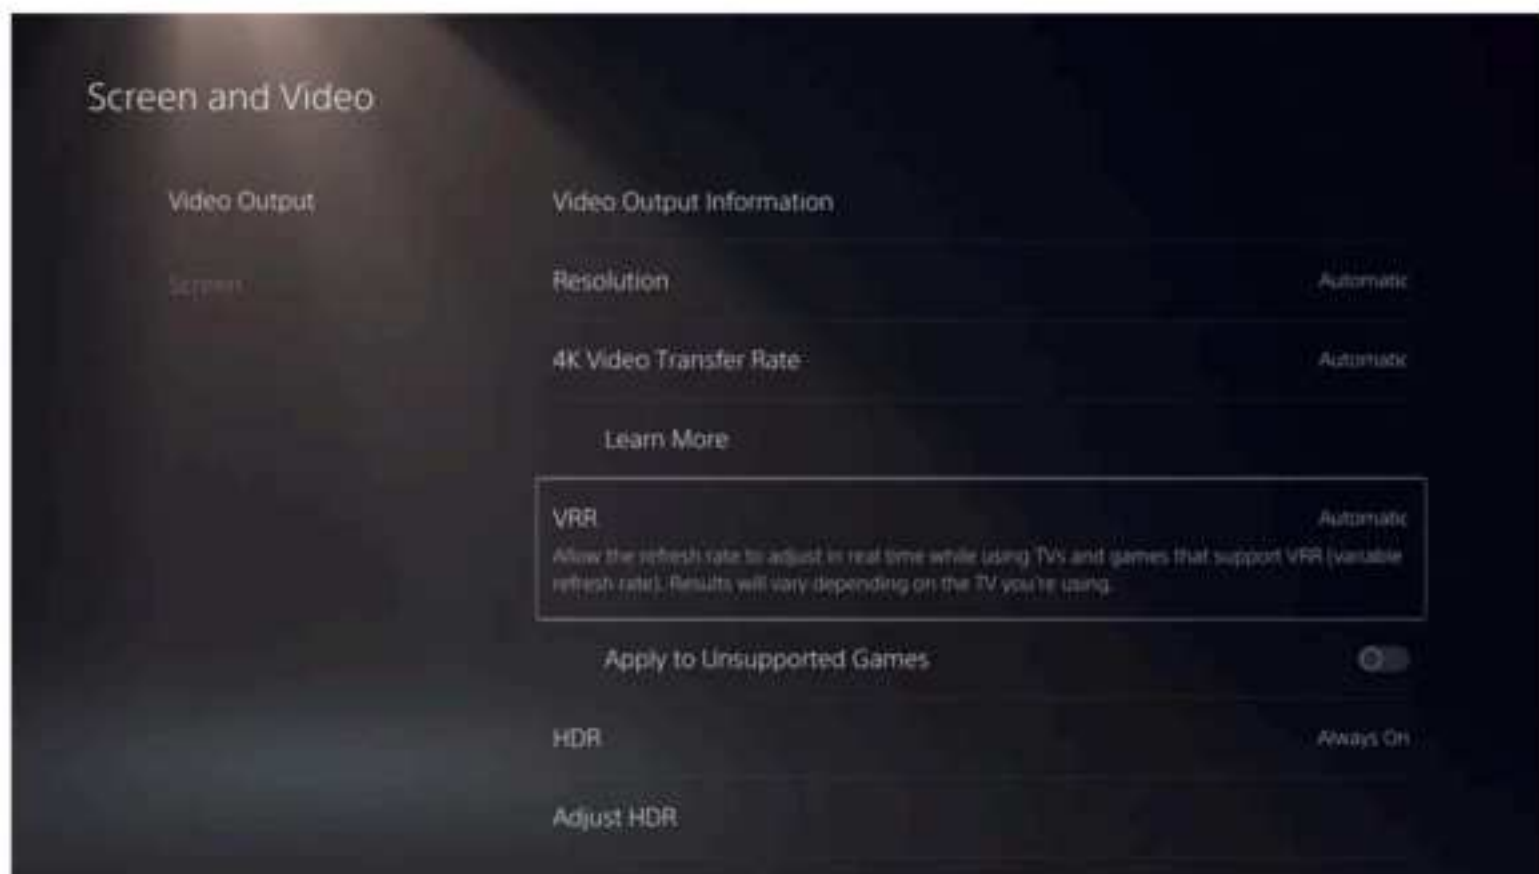 Screen and Video
Video Output
Video Output Information
Screen
Resolution
Automatic
4K Video Transfer Rate
Automatic
Learn More
VRR
Automatic
Allow the refresh rate to adjust in real time while using TVs and games that support VRR (variable
refresh rate). Results will vary depending on the TV you're using.
Apply to Unsupported Games
HDR
Always On
Adjust HDR